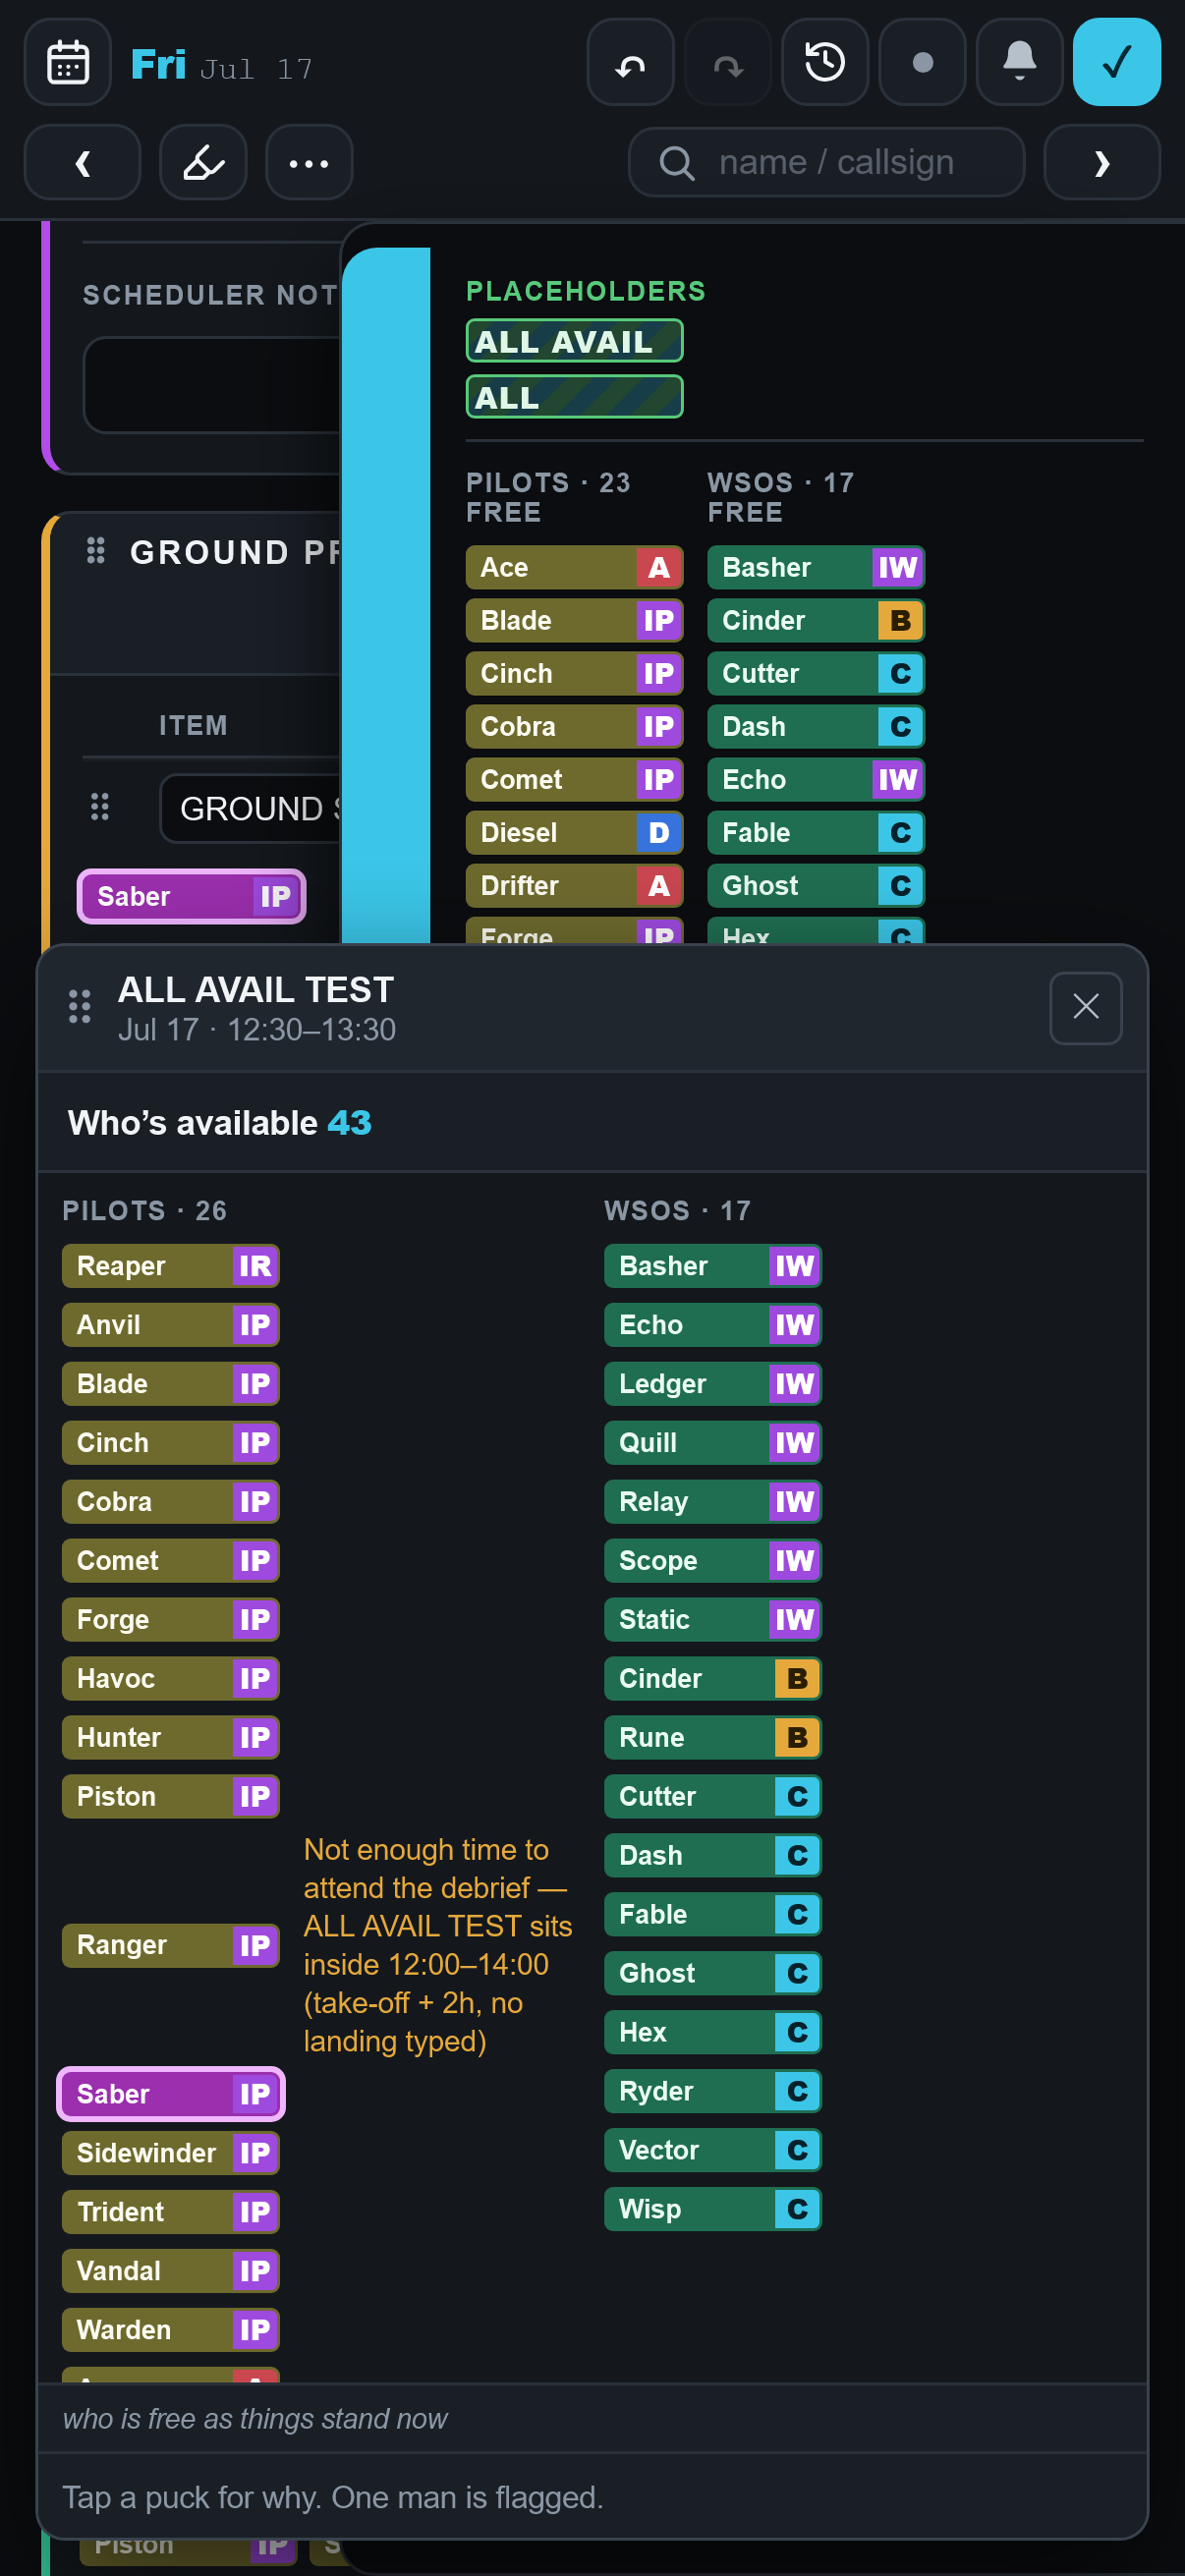 Fri Jul 17
name / callsign
SCHEDULER NOT
PLACEHOLDERS
ALL AVAIL
ALL
PILOTS · 23 FREE
WSOS · 17 FREE
GROUND PR
ITEM
GROUND S
Saber IP
Ace A
Basher IW
Blade IP
Cinder B
Cinch IP
Cutter C
Cobra IP
Dash C
Comet IP
Echo IW
Diesel D
Fable C
Drifter A
Ghost C
Forge IP
Hex C
ALL AVAIL TEST
Jul 17 · 12:30–13:30
Who’s available 43
PILOTS · 26
Reaper IR
Anvil IP
Blade IP
Cinch IP
Cobra IP
Comet IP
Forge IP
Havoc IP
Hunter IP
Piston IP
Ranger IP
Not enough time to
attend the debrief —
ALL AVAIL TEST sits
inside 12:00–14:00
(take-off + 2h, no
landing typed)
Saber IP
Sidewinder IP
Trident IP
Vandal IP
Warden IP
WSOS · 17
Basher IW
Echo IW
Ledger IW
Quill IW
Relay IW
Scope IW
Static IW
Cinder B
Rune B
Cutter C
Dash C
Fable C
Ghost C
Hex C
Ryder C
Vector C
Wisp C
who is free as things stand now
Tap a puck for why. One man is flagged.
Piston IP
S